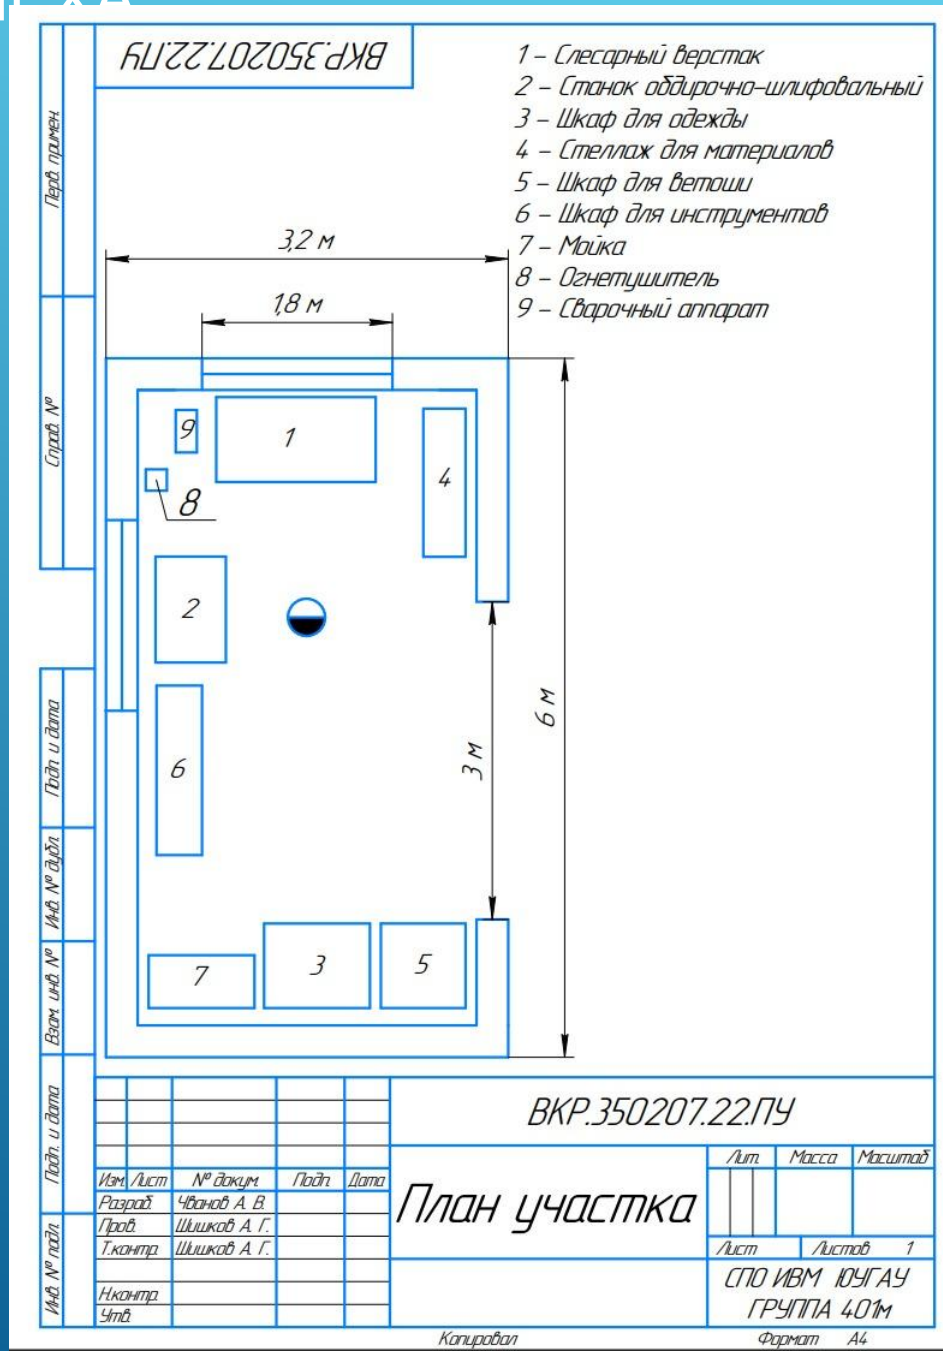 ВКР.350207.22.ПУ
1 – Слесарный верстак
2 – Станок обдирочно-шлифовальный
3 – Шкаф для одежды
4 – Стеллаж для материалов
5 – Шкаф для ветоши
6 – Шкаф для инструментов
7 – Мойка
8 – Огнетушитель
9 – Сварочный аппарат
3,2 м
1,8 м
9
1
4
8
2
6
6 м
3 м
7
3
5
Перв. примен.
Справ. №
Подп. и дата
Инв. № дубл.
Взам. инв. №
Подп. и дата
Инв. № подл.
ВКР.350207.22.ПУ
Изм. Лист № докум. Подп. Дата
Разраб. Чванов А. В.
Пров. Шишков А. Г.
Т.контр. Шишков А. Г.
Н.контр.
Утв.
План участка
Лит. Масса Масштаб
Лист Листов 1
СПО ИВМ ЮУГАУ
ГРУППА 401м
Копировал Формат А4